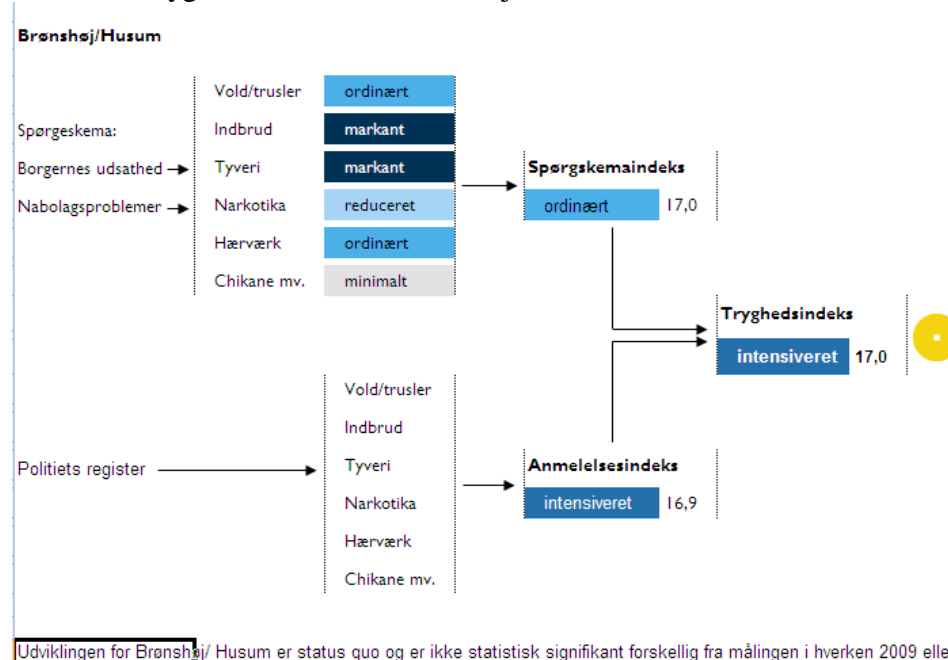 Brønshøj/Husum
Vold/trusler ordinært
Spørgeskema: Indbrud markant
Borgernes udsathed Tyveri markant
Nabolagsproblemer Narkotika reduceret
Hærværk ordinært
Chikane mv. minimalt
Spørgskemaindeks
ordinært 17,0
Tryghedsindeks
intensiveret 17,0
Vold/trusler
Indbrud
Politiets register Tyveri
Narkotika
Hærværk
Chikane mv.
Anmelelsesindeks
intensiveret 16,9
Udviklingen for Brønshøj/ Husum er status quo og er ikke statistisk signifikant forskellig fra målingen i hverken 2009 elle